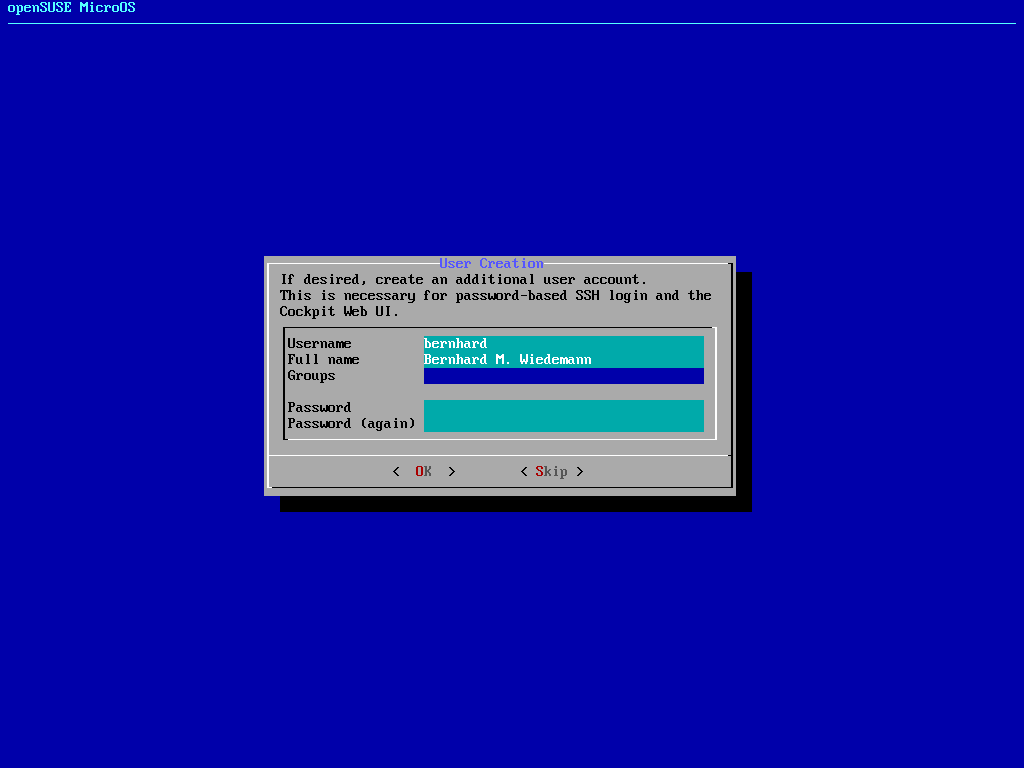 openSUSE MicroOS
User Creation
If desired, create an additional user account.
This is necessary for password-based SSH login and the
Cockpit Web UI.
Username bernhard
Full name Bernhard M. Wiedemann
Groups
Password
Password (again)
< OK > < Skip >